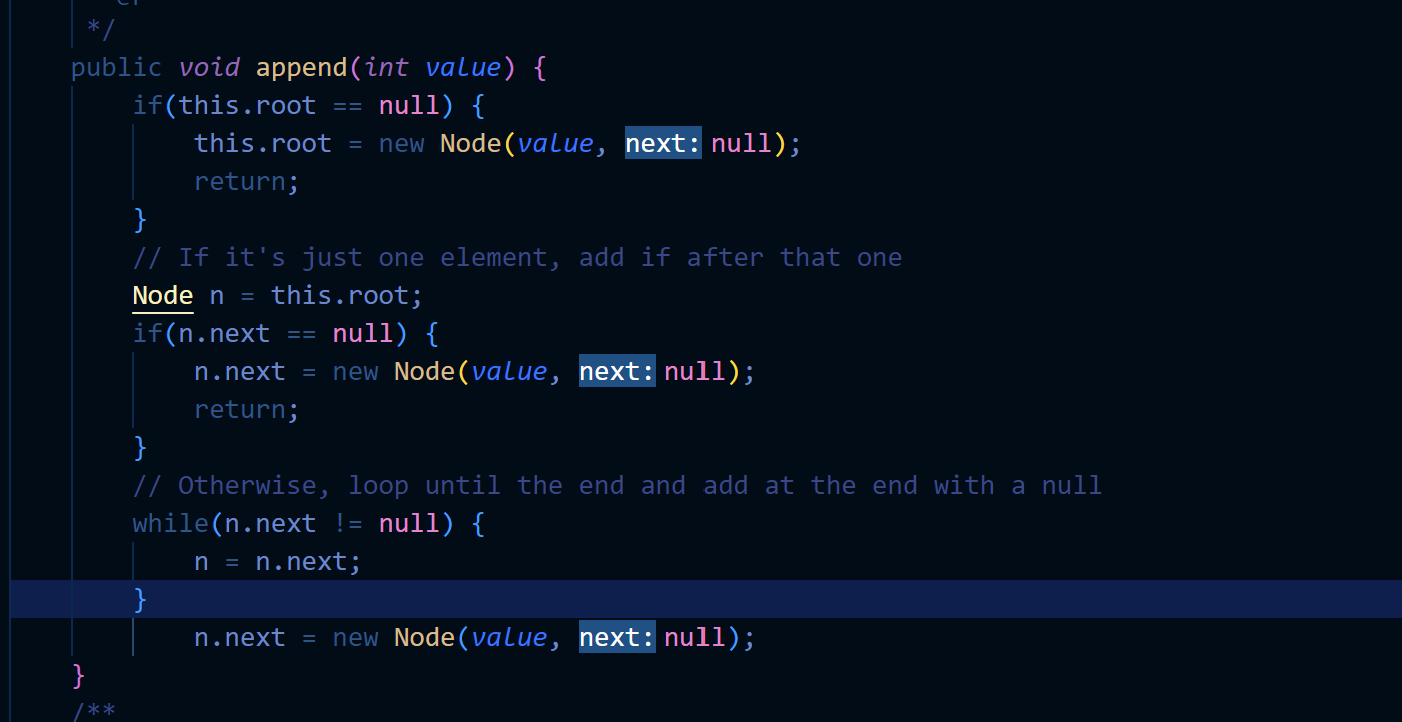 */
public void append(int value) {
if(this.root == null) {
this.root = new Node(value, next: null);
return;
}
// If it's just one element, add if after that one
Node n = this.root;
if(n.next == null) {
n.next = new Node(value, next: null);
return;
}
// Otherwise, loop until the end and add at the end with a null
while(n.next != null) {
n = n.next;
}
n.next = new Node(value, next: null);
}
/**